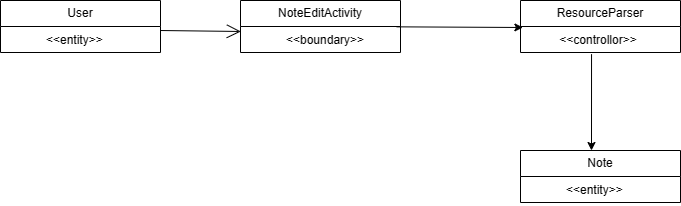 User
<<entity>>
NoteEditActivity
<<boundary>>
ResourceParser
<<controllor>>
Note
<<entity>>